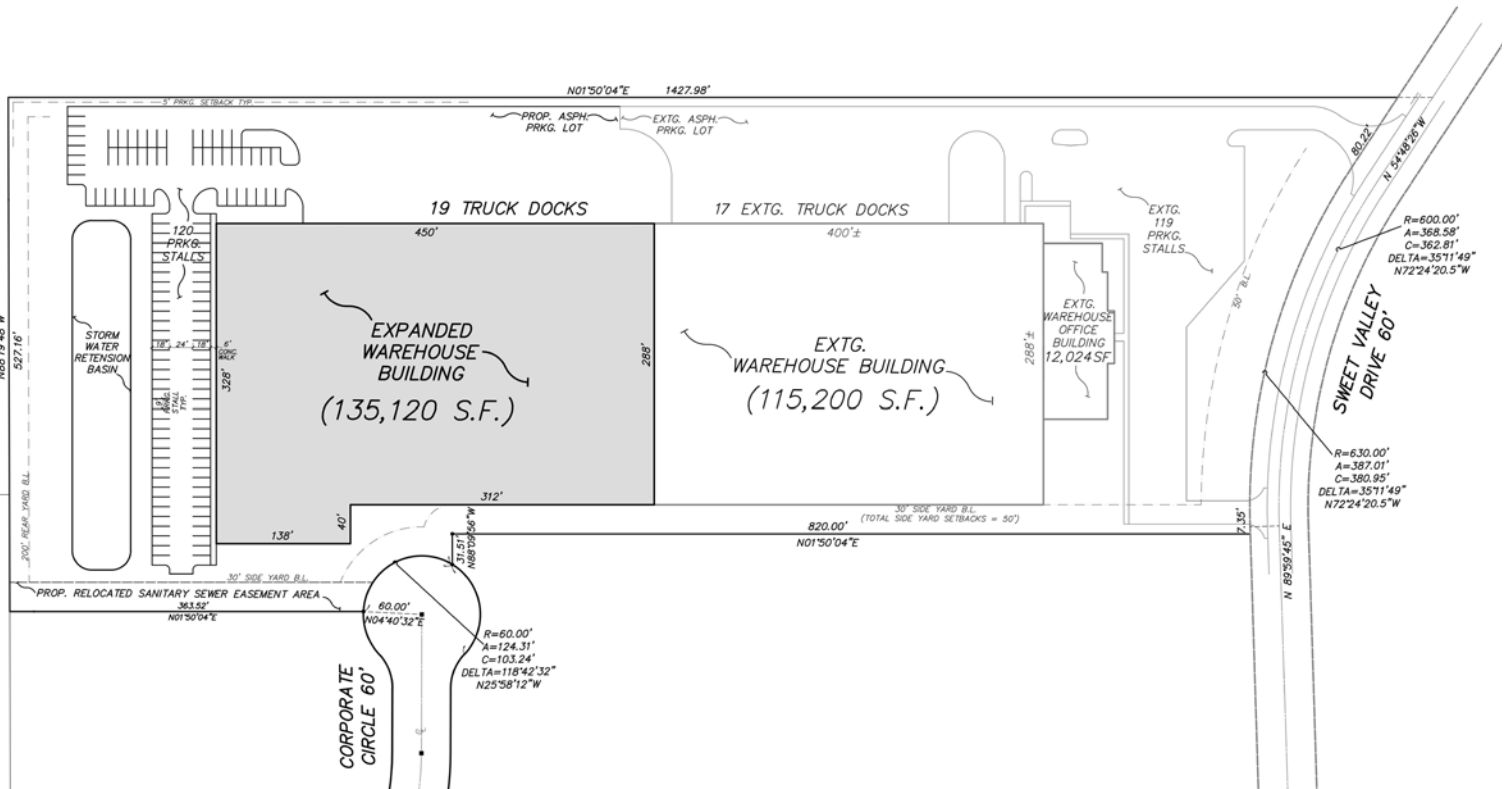 N01°50'04"E 1427.98'
5' PRKG. SETBACK TYP.
PROP. ASPH.
PRKG. LOT
EXTG. ASPH.
PRKG. LOT
80.22'
N 54°48'26"W
19 TRUCK DOCKS
17 EXTG. TRUCK DOCKS
450'
400'±
120
PRKG.
STALLS
EXTG.
119
PRKG.
STALLS
R=600.00'
A=368.58'
C=362.81'
DELTA=35°11'49"
N72°24'20.5"W
50' B.L.
527.16'
STORM
WATER
RETENSION
BASIN
18'
24'
18'
6'
CONC.
WALK
328'
9'
PRKG.
STALL
TYP.
EXPANDED
WAREHOUSE
BUILDING
(135,120 S.F.)
288'
EXTG.
WAREHOUSE BUILDING
(115,200 S.F.)
288'±
EXTG.
WAREHOUSE
OFFICE
BUILDING
12,024SF
SWEET VALLEY
DRIVE 60'
R=630.00'
A=387.01'
C=380.95'
DELTA=35°11'49"
N72°24'20.5"W
200' REAR YARD B.L.
138'
40'
312'
31.51'
N88°09'56"W
30' SIDE YARD B.L.
(TOTAL SIDE YARD SETBACKS = 50')
820.00'
N01°50'04"E
7.35'
N 89°59'45" E
30' SIDE YARD B.L.
PROP. RELOCATED SANITARY SEWER EASEMENT AREA
363.52'
N01°50'04"E
60.00'
N04°40'32"E
R=60.00'
A=124.31'
C=103.24'
DELTA=118°42'32"
N25°58'12"W
CORPORATE
CIRCLE 60'